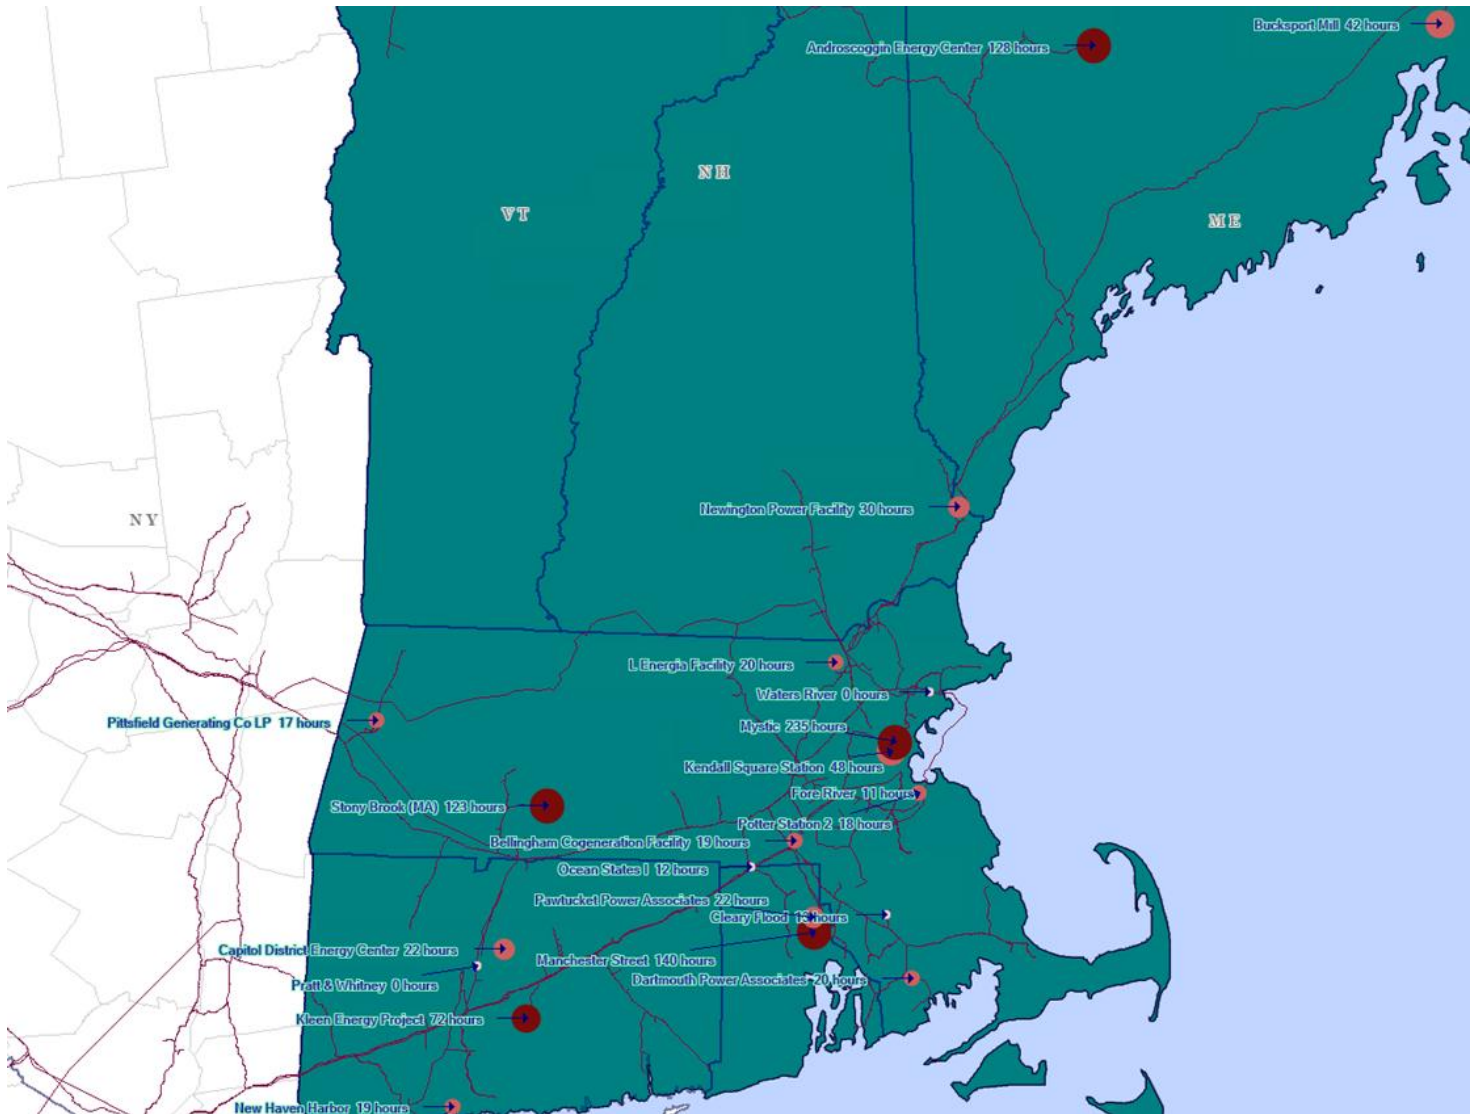 Bucksport Mill 42 hours
Androscoggin Energy Center 128 hours
NH
VT
ME
Newington Power Facility 30 hours
NY
L Energia Facility 20 hours
Waters River 0 hours
Pittsfield Generating Co LP 17 hours
Mystic 235 hours
Kendall Square Station 48 hours
Fore River 11 hours
Stony Brook (MA) 123 hours
Potter Station 2 18 hours
Bellingham Cogeneration Facility 19 hours
Ocean States I 12 hours
Pawtucket Power Associates 22 hours
Cleary Flood hours
Capitol District Energy Center 22 hours
Manchester Street 140 hours
Dartmouth Power Associates 20 hours
Pratt & Whitney 0 hours
Kleen Energy Project 72 hours
New Haven Harbor 19 hours